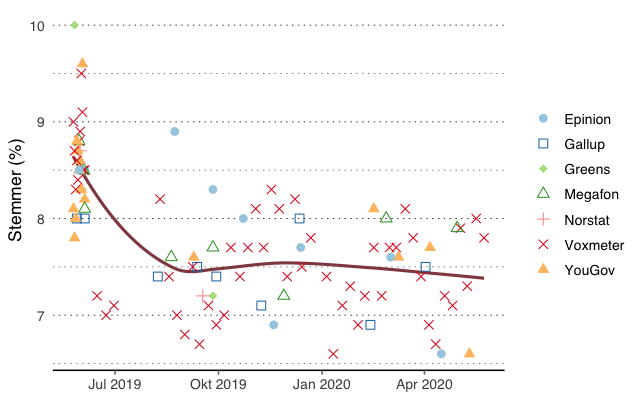 Stemmer (%)
10
9
8
7
Jul 2019
Okt 2019
Jan 2020
Apr 2020
Epinion
Gallup
Greens
Megafon
Norstat
Voxmeter
YouGov